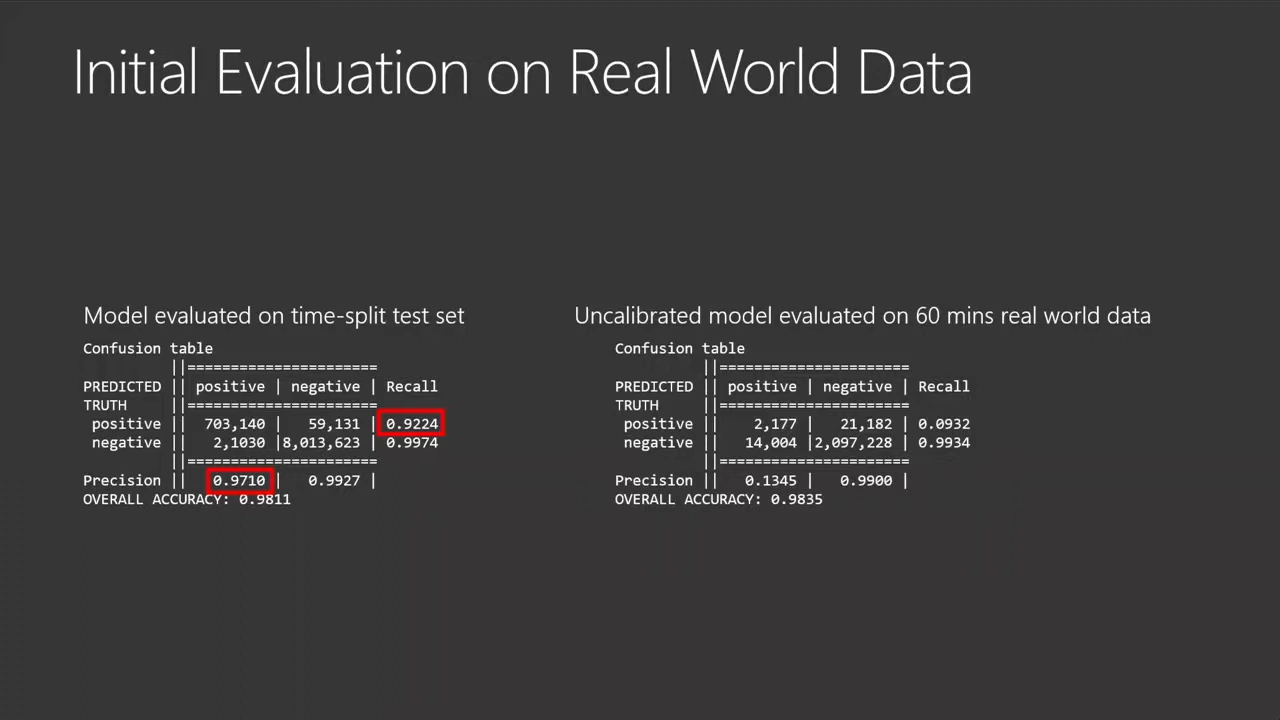 Initial Evaluation on Real World Data
Model evaluated on time-split test set
Confusion table
||======================
PREDICTED || positive | negative | Recall
TRUTH ||======================
positive || 703,140 | 59,131 | 0.9224
negative || 2,1030 |8,013,623 | 0.9974
||======================
Precision || 0.9710 | 0.9927 |
OVERALL ACCURACY: 0.9811
Uncalibrated model evaluated on 60 mins real world data
Confusion table
||======================
PREDICTED || positive | negative | Recall
TRUTH ||======================
positive || 2,177 | 21,182 | 0.0932
negative || 14,004 |2,097,228 | 0.9934
||======================
Precision || 0.1345 | 0.9900 |
OVERALL ACCURACY: 0.9835